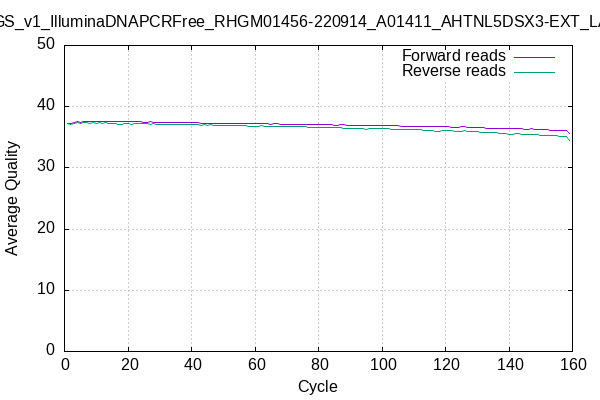 GS_v1_IlluminaDNAPCRFree_RHGM01456-220914_A01411_AHTNL5DSX3-EXT_LA
Forward reads
Reverse reads
50
40
30
20
10
0
Average Quality
0 20 40 60 80 100 120 140 160
Cycle